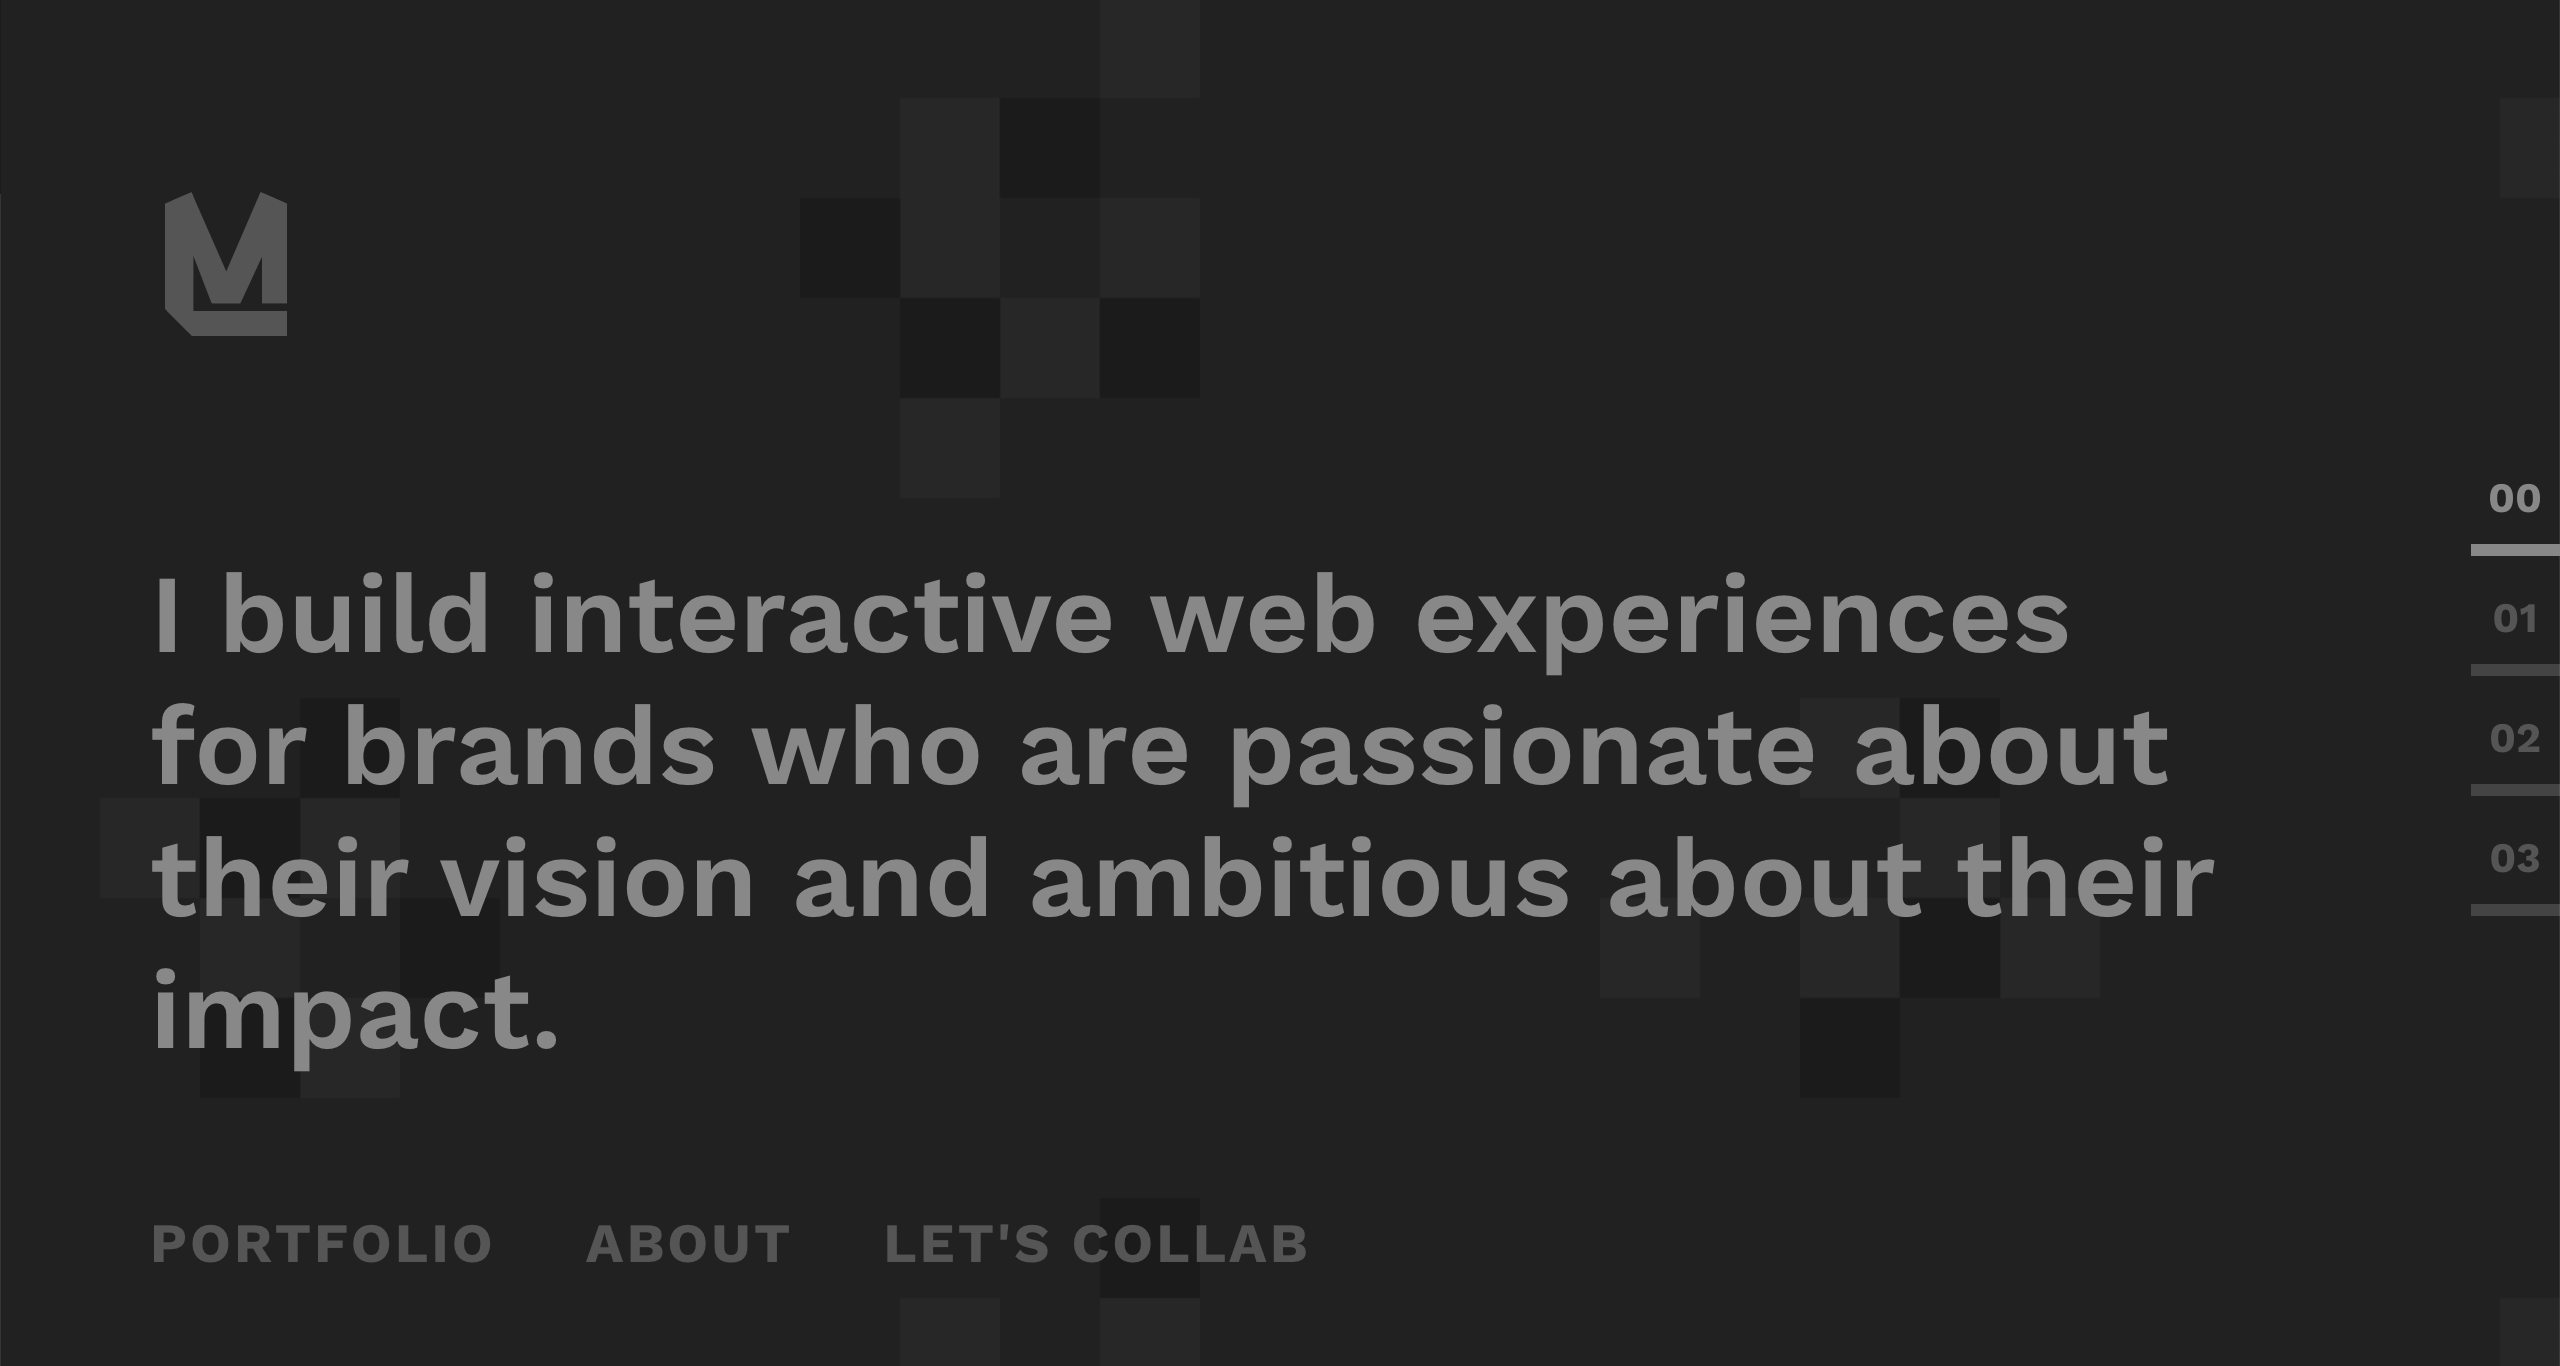 M
I build interactive web experiences
for brands who are passionate about
their vision and ambitious about their
impact.
PORTFOLIO ABOUT LET'S COLLAB
00
01
02
03